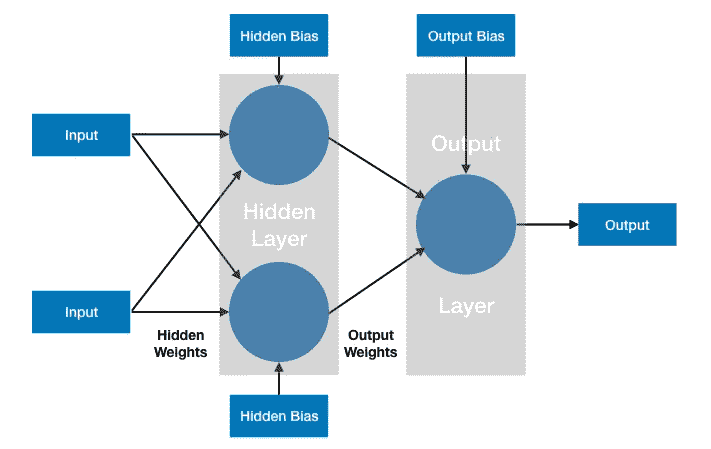 Hidden Bias
Output Bias
Input
Output
Hidden
Layer
Output
Input
Layer
Hidden
Weights
Output
Weights
Hidden Bias